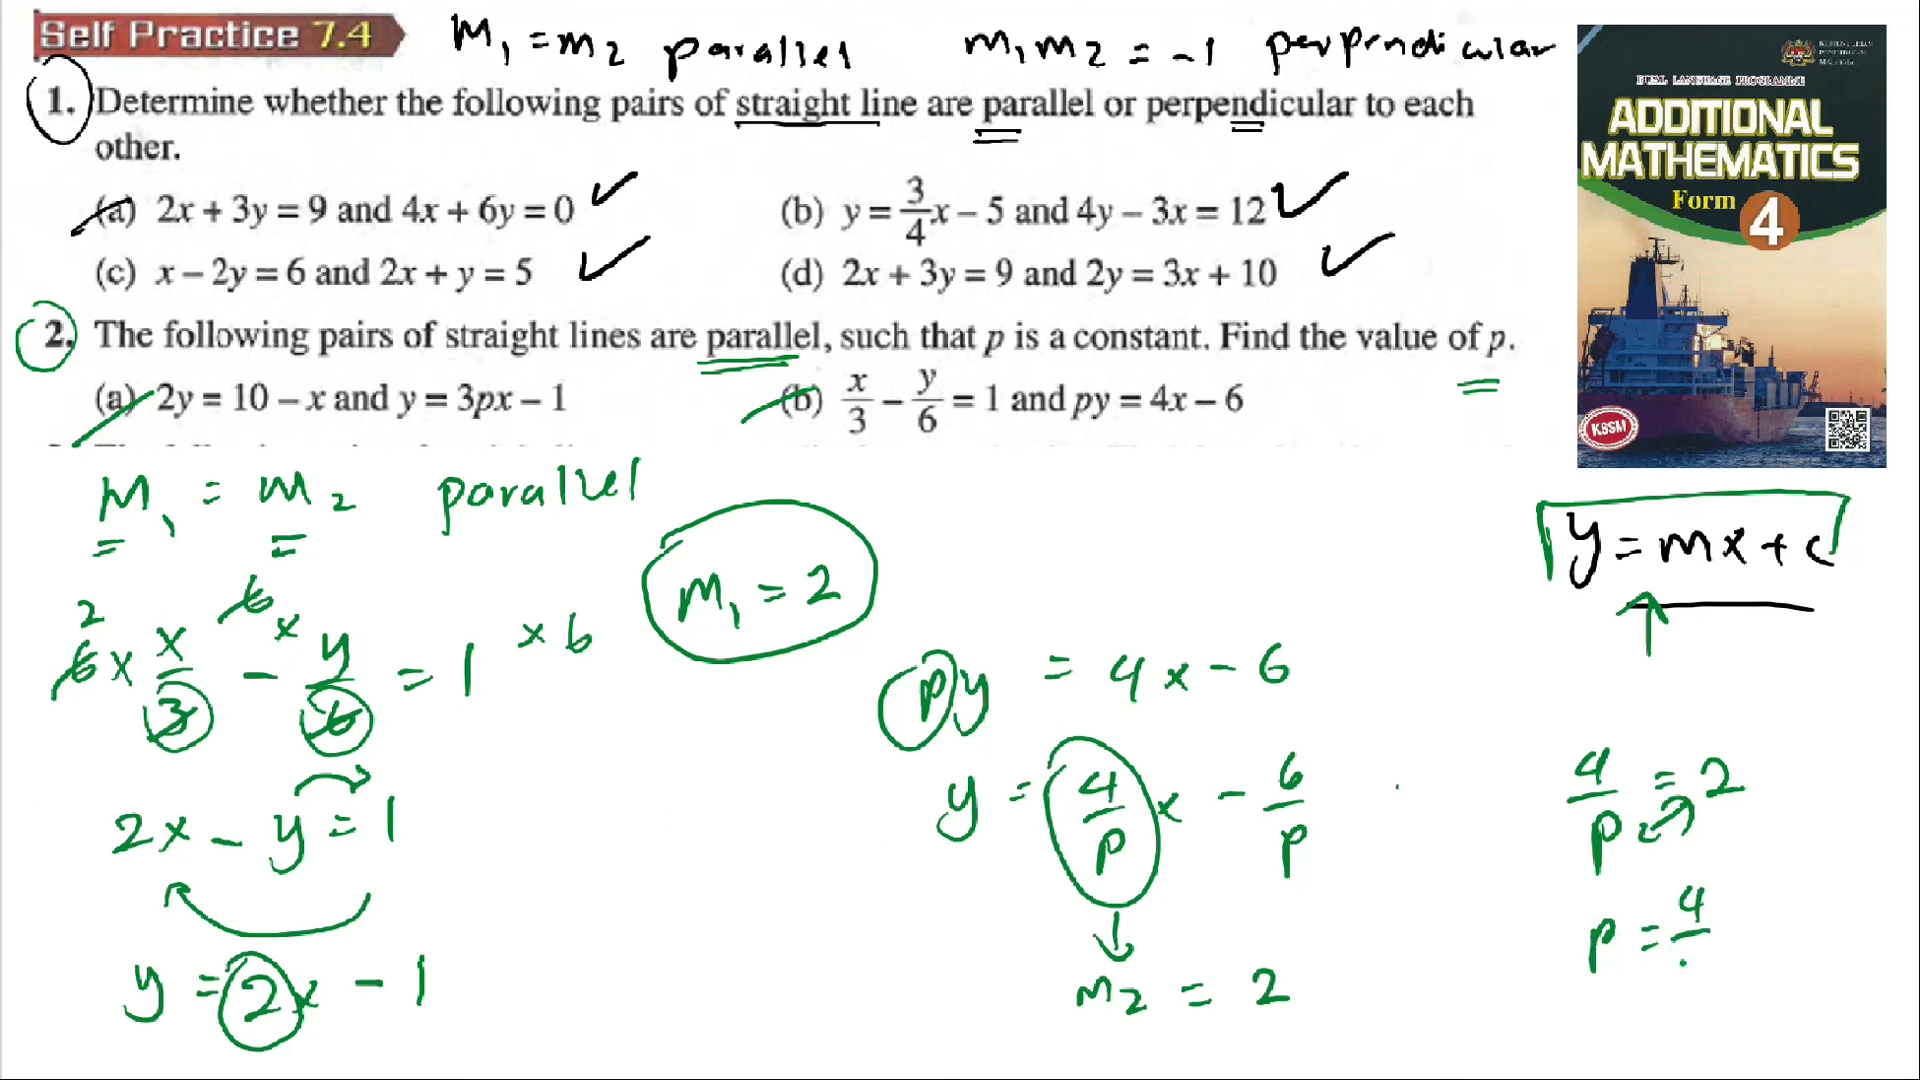 Self Practice 7.4
M₁ = m₂ parallel m₁m₂ = -1 perpendicular
1. Determine whether the following pairs of straight line are parallel or perpendicular to each
other.
(a) 2x + 3y = 9 and 4x + 6y = 0 ✓
(b) y = 3/4 x – 5 and 4y – 3x = 12 ✓
(c) x – 2y = 6 and 2x + y = 5 ✓
(d) 2x + 3y = 9 and 2y = 3x + 10 ✓
2. The following pairs of straight lines are parallel, such that p is a constant. Find the value of p.
(a) 2y = 10 – x and y = 3px – 1
(b) x/3 – y/6 = 1 and py = 4x – 6
DUAL LANGUAGE PROGRAMME
ADDITIONAL
MATHEMATICS
Form 4
KSSM
M₁ = m₂ parallel
m₁ = 2
y = mx + c
2 6
6 × x/3 – × y/6 = 1 × 6
2x – y = 1
y = 2x – 1
py = 4x – 6
y = 4/p x – 6/p
m₂ = 2
4/p = 2
p = 4/